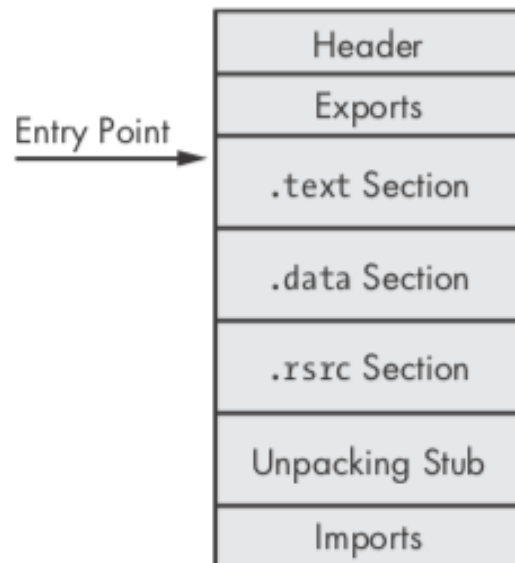 Header
Exports
Entry Point
.text Section
.data Section
.rsrc Section
Unpacking Stub
Imports